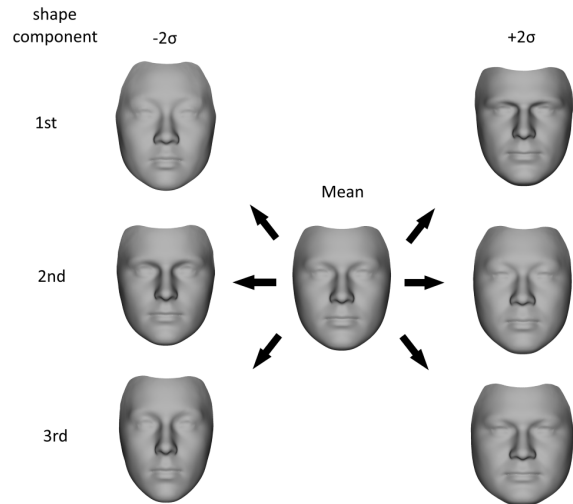 shape
component
-2σ
+2σ
1st
Mean
2nd
3rd